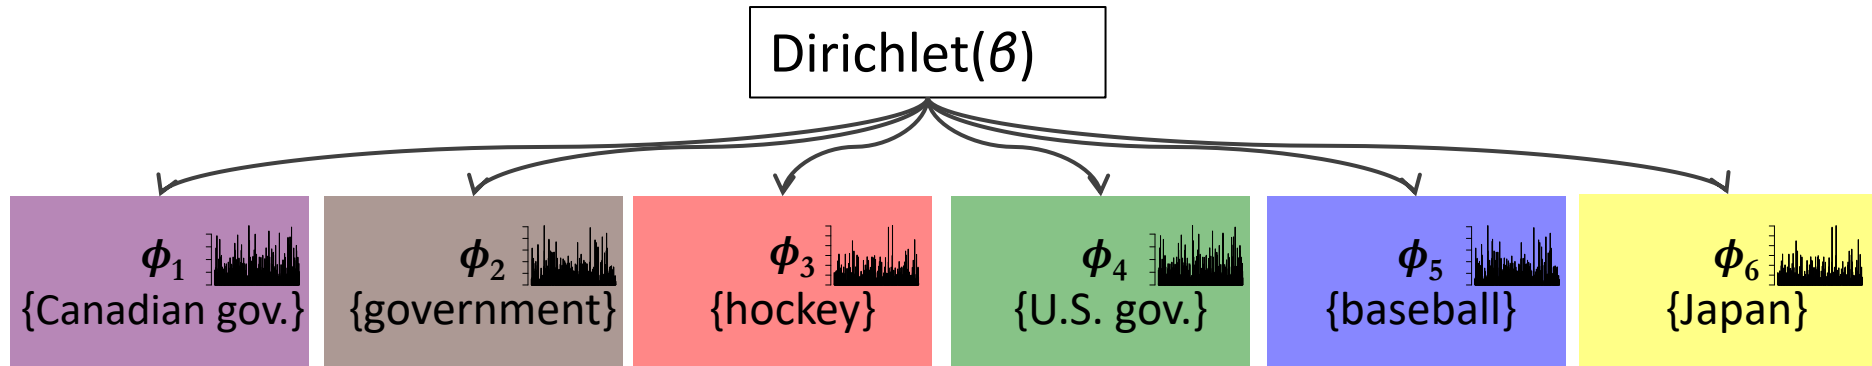 Dirichlet(β)
ϕ₁
{Canadian gov.}
ϕ₂
{government}
ϕ₃
{hockey}
ϕ₄
{U.S. gov.}
ϕ₅
{baseball}
ϕ₆
{Japan}